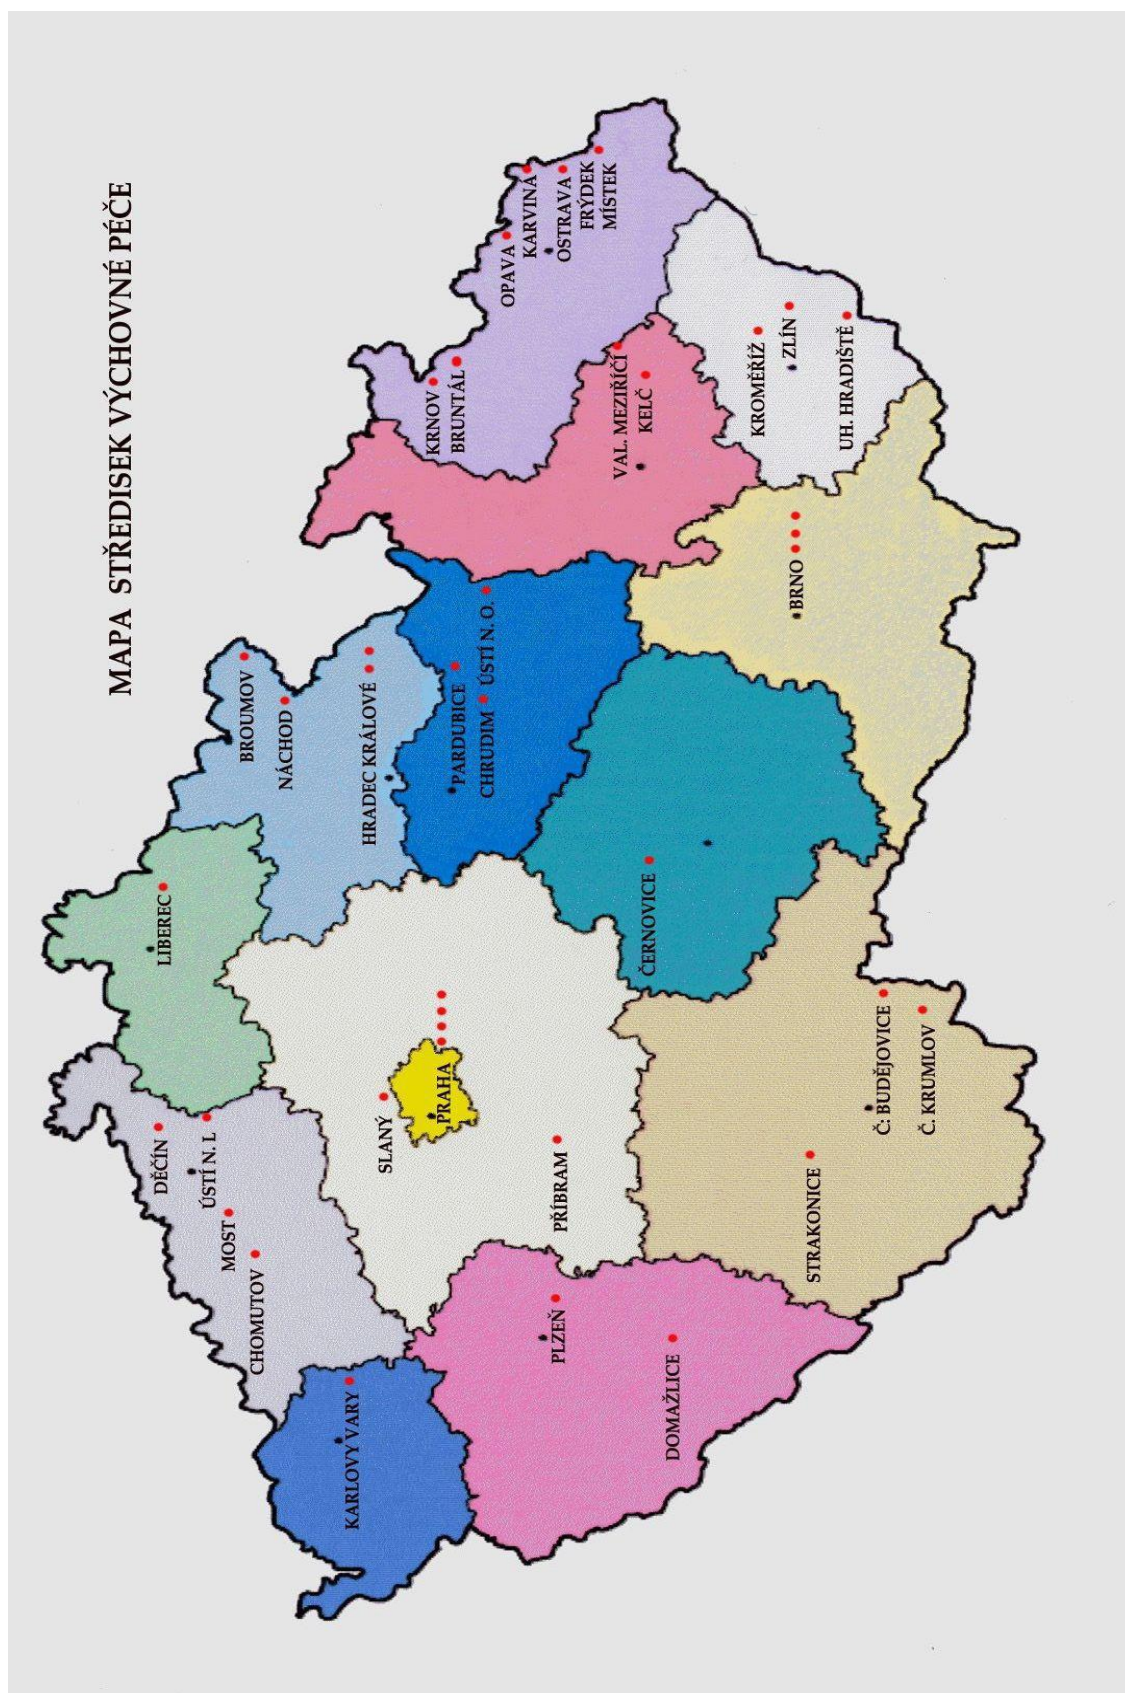 MAPA STŘEDISEK VÝCHOVNÉ PÉČE
LIBEREC
DĚČÍN
ÚSTÍ N. L
MOST
CHOMUTOV
BROUMOV
NÁCHOD
HRADEC KRÁLOVÉ
KARLOVY VARY
SLANÝ
PRAHA
PŘÍBRAM
PARDUBICE
CHRUDIM
ÚSTÍ N. O.
KRNOV
BRUNTÁL
OPAVA
KARVINÁ
OSTRAVA
FRÝDEK
MÍSTEK
PLZEŇ
DOMAŽLICE
ČERNOVICE
VAL. MEZIŘÍČÍ
KELČ
STRAKONICE
Č: BUDĚJOVICE
Č. KRUMLOV
BRNO
KROMĚŘÍŽ
ZLÍN
UH. HRADIŠTĚ